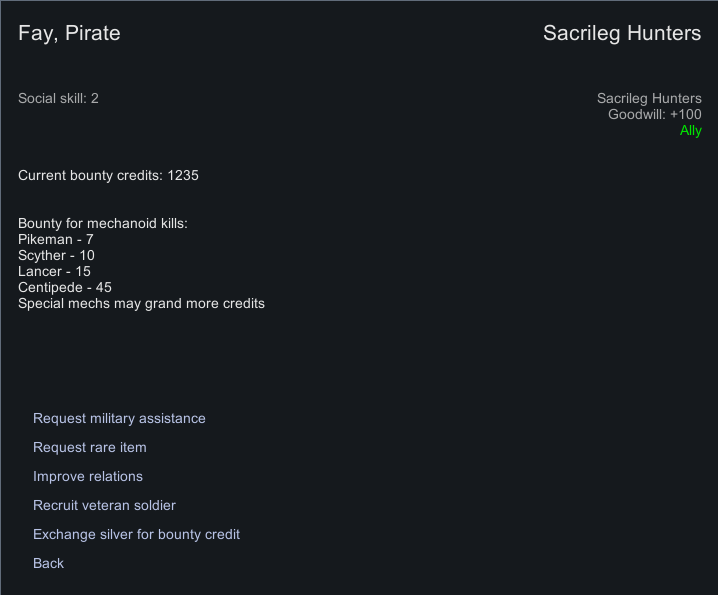 Fay, Pirate
Sacrileg Hunters
Social skill: 2
Sacrileg Hunters
Goodwill: +100
Ally
Current bounty credits: 1235
Bounty for mechanoid kills:
Pikeman - 7
Scyther - 10
Lancer - 15
Centipede - 45
Special mechs may grand more credits
Request military assistance
Request rare item
Improve relations
Recruit veteran soldier
Exchange silver for bounty credit
Back